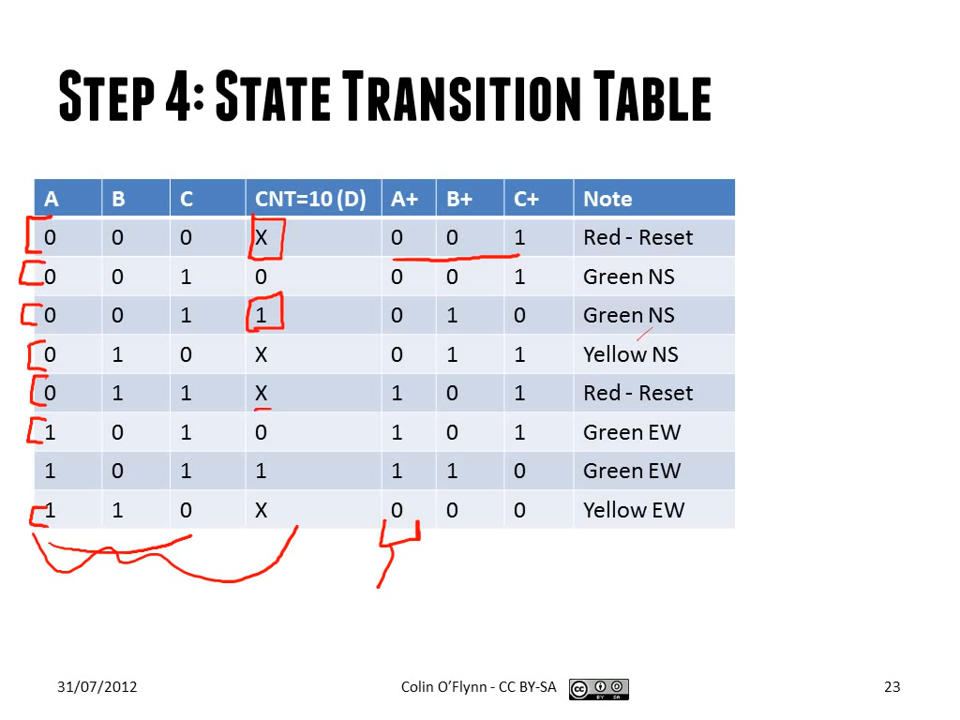 STEP 4: STATE TRANSITION TABLE
A B C CNT=10 (D) A+ B+ C+ Note
0 0 0 X 0 0 1 Red - Reset
0 0 1 0 0 0 1 Green NS
0 0 1 1 0 1 0 Green NS
0 1 0 X 0 1 1 Yellow NS
0 1 1 X 1 0 1 Red - Reset
1 0 1 0 1 0 1 Green EW
1 0 1 1 1 1 0 Green EW
1 1 0 X 0 0 0 Yellow EW
31/07/2012 Colin O'Flynn - CC BY-SA cc BY SA 23